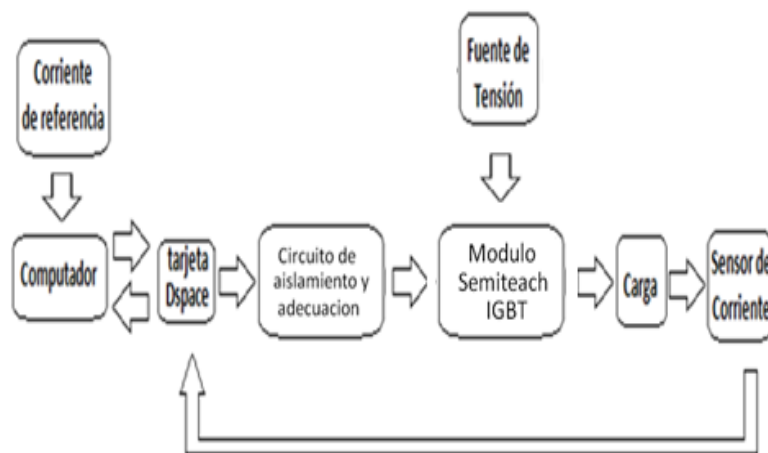 Corriente
de referencia
Fuente de
Tensión
Computador
tarjeta
Dspace
Circuito de
aislamiento y
adecuacion
Modulo
Semiteach
IGBT
Carga
Sensor de
Corriente